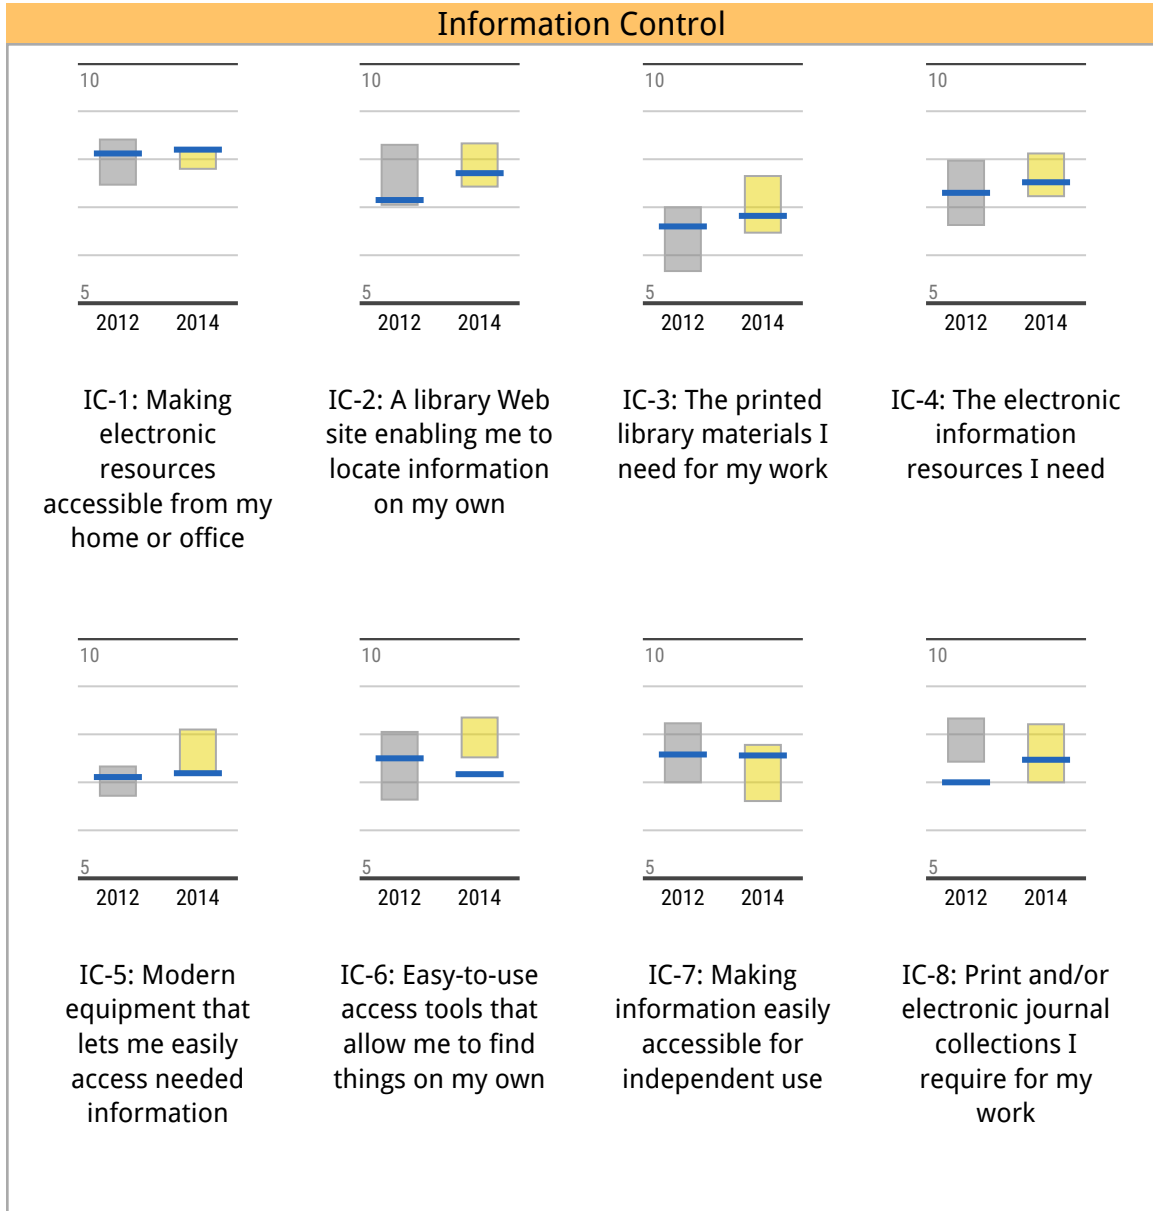 Information Control
10
10
10
10
5
5
5
5
2012 2014
2012 2014
2012 2014
2012 2014
IC-1: Making
electronic
resources
accessible from my
home or office
IC-2: A library Web
site enabling me to
locate information
on my own
IC-3: The printed
library materials I
need for my work
IC-4: The electronic
information
resources I need
10
10
10
10
5
5
5
5
2012 2014
2012 2014
2012 2014
2012 2014
IC-5: Modern
equipment that
lets me easily
access needed
information
IC-6: Easy-to-use
access tools that
allow me to find
things on my own
IC-7: Making
information easily
accessible for
independent use
IC-8: Print and/or
electronic journal
collections I
require for my
work